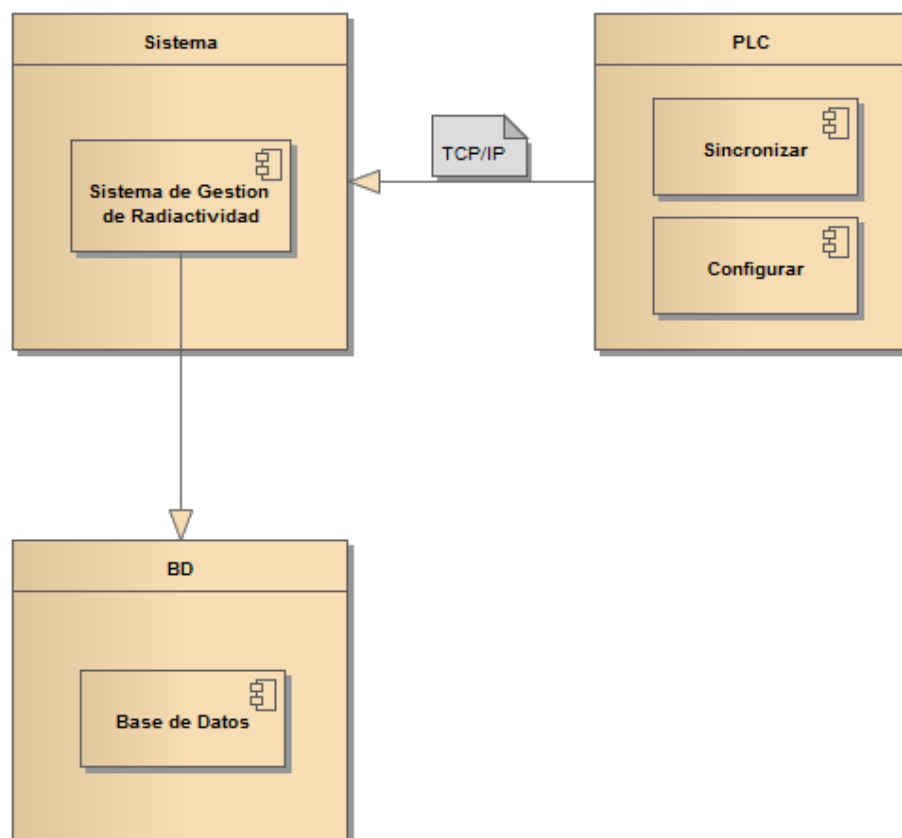 Sistema
PLC
Sistema de Gestion
de Radiactividad
TCP/IP
Sincronizar
Configurar
BD
Base de Datos